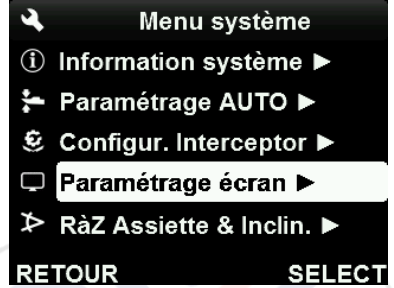 Menu système
Information système ▶
Paramétrage AUTO ▶
Configur. Interceptor ▶
Paramétrage écran ▶
RàZ Assiette & Inclin. ▶
RETOUR SELECT